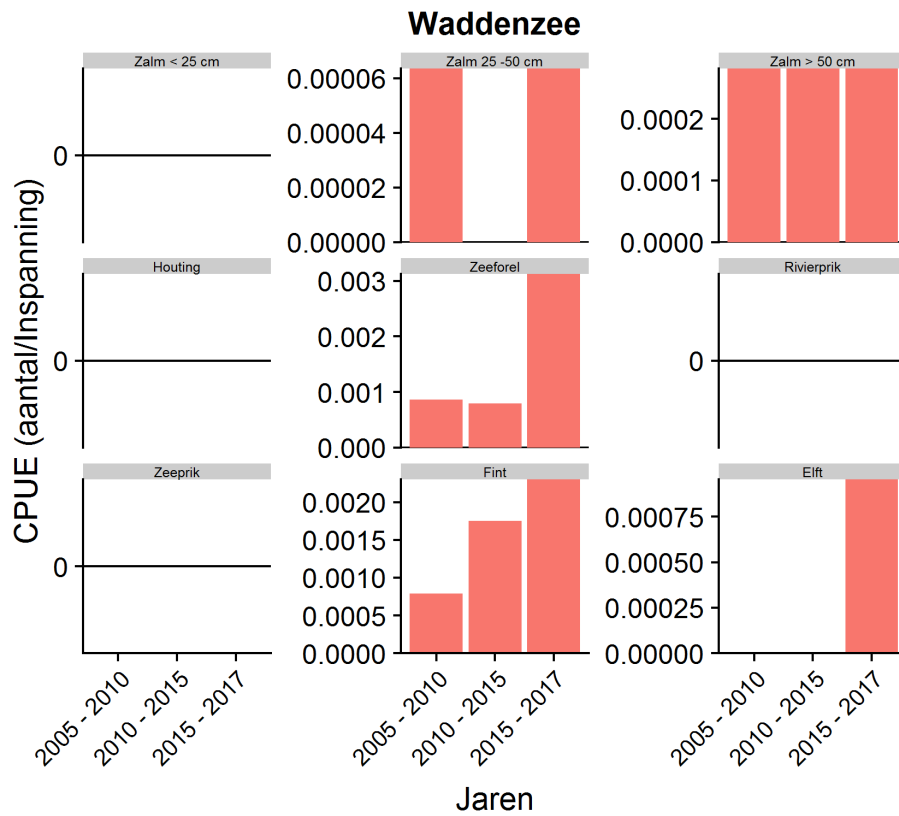 Waddenzee
Zalm < 25 cm
Zalm 25 -50 cm
Zalm > 50 cm
0
0.00006
0.00004
0.00002
0.00000
0.0002
0.0001
0.0000
Houting
Zeeforel
Rivierprik
0
0.003
0.002
0.001
0.000
0
Zeeprik
Fint
Elft
0
0.0020
0.0015
0.0010
0.0005
0.0000
0.00075
0.00050
0.00025
0.00000
CPUE (aantal/Inspanning)
2005 - 2010
2010 - 2015
2015 - 2017
2005 - 2010
2010 - 2015
2015 - 2017
2005 - 2010
2010 - 2015
2015 - 2017
Jaren